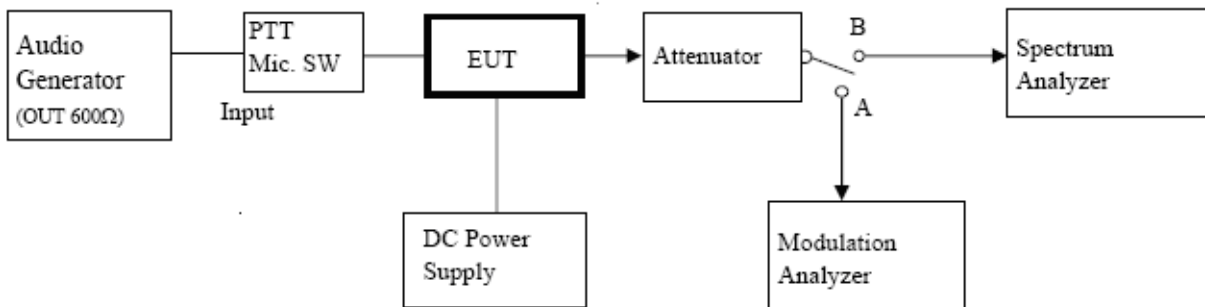 Audio
Generator
(OUT 600Ω)
PTT
Mic. SW
Input
EUT
Attenuator
B
A
Spectrum
Analyzer
DC Power
Supply
Modulation
Analyzer